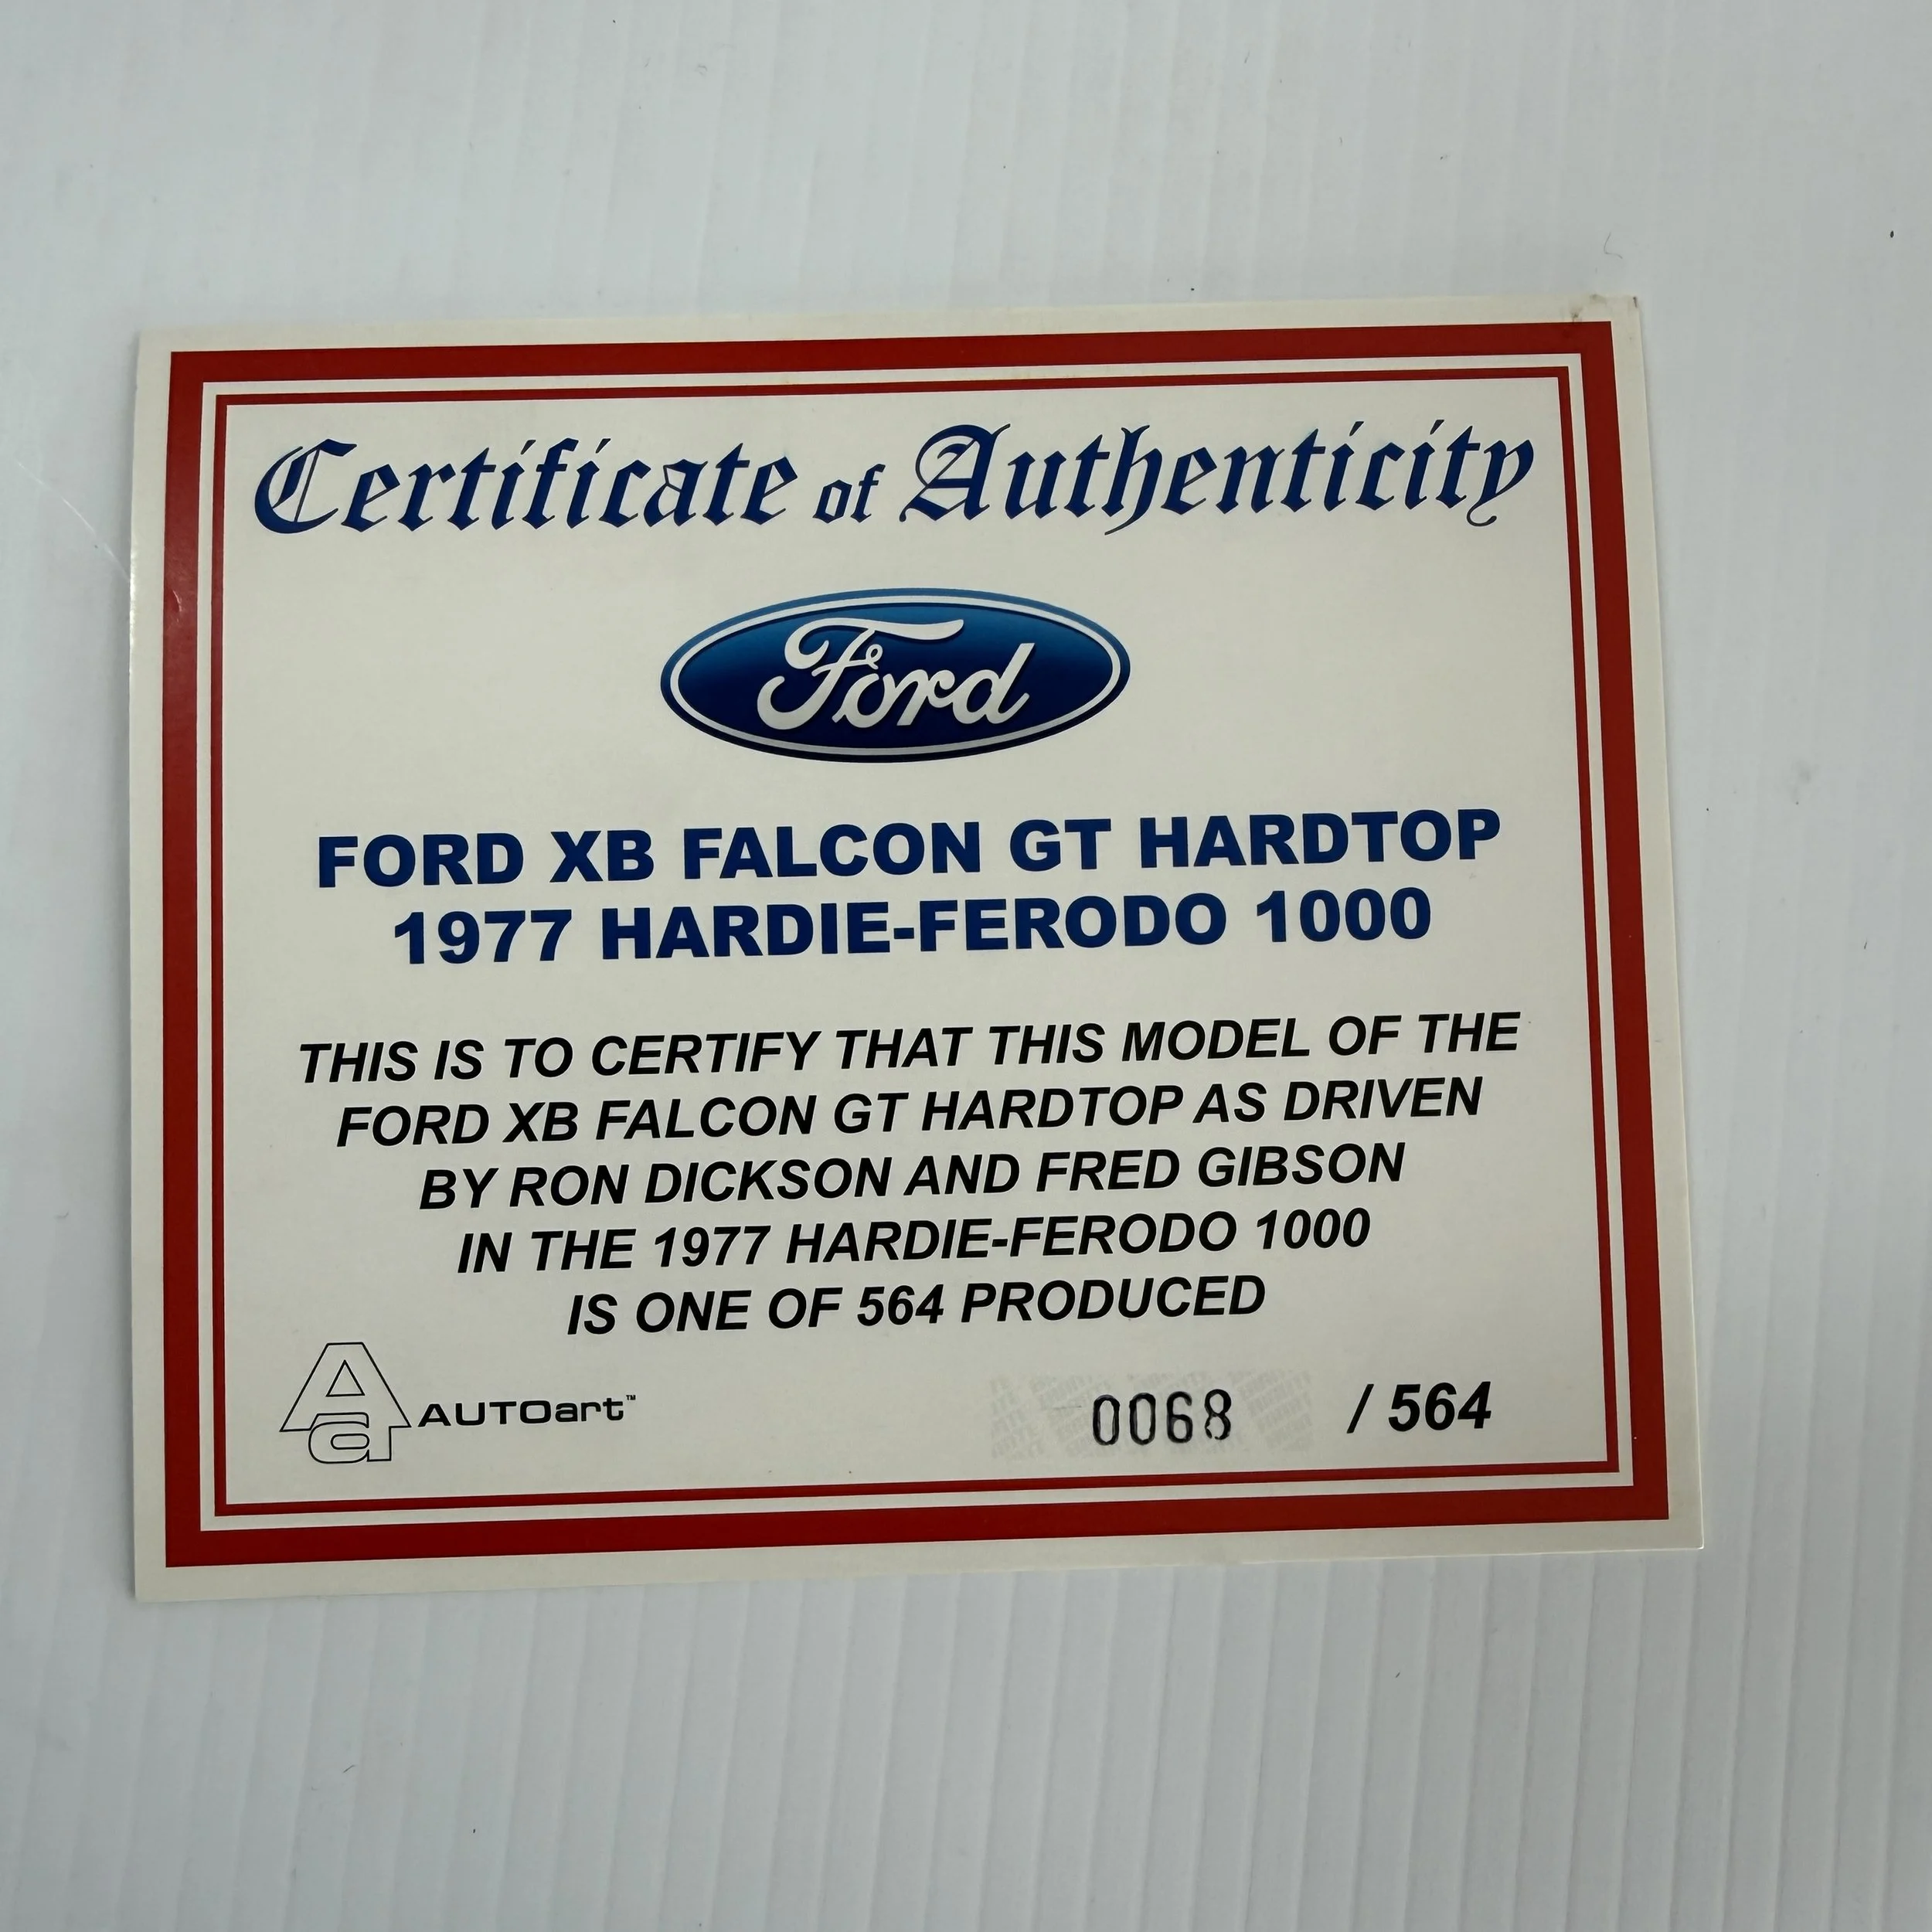 Certificate of Authenticity
Ford
FORD XB FALCON GT HARDTOP
1977 HARDIE-FERODO 1000
THIS IS TO CERTIFY THAT THIS MODEL OF THE
FORD XB FALCON GT HARDTOP AS DRIVEN
BY RON DICKSON AND FRED GIBSON
IN THE 1977 HARDIE-FERODO 1000
IS ONE OF 564 PRODUCED
Aa AUTOart™ 0068 / 564